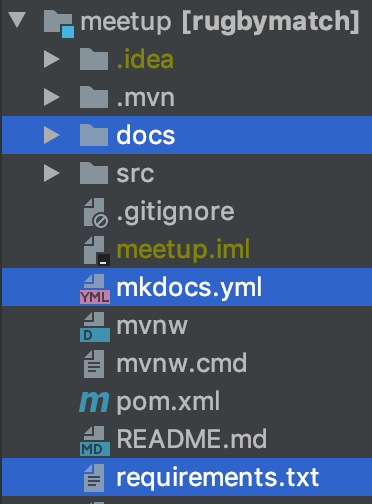 meetup [rugbymatch]
.idea
.mvn
docs
src
.gitignore
meetup.iml
YML mkdocs.yml
D mvnw
mvnw.cmd
m pom.xml
MD README.md
requirements.txt